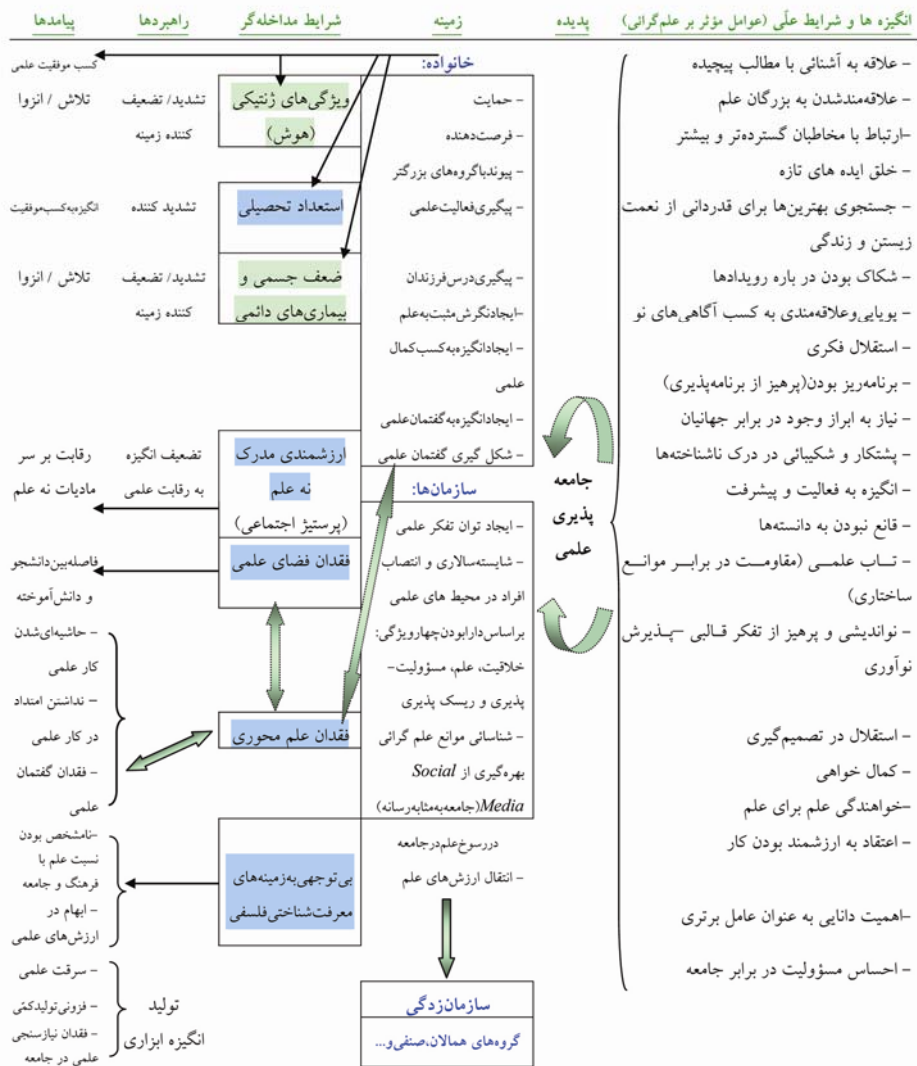 انگیزه ها و شرایط علّی (عوامل مؤثر بر علم‌گرائی)
پدیده
زمینه
شرایط مداخله‌گر
راهبردها
پیامدها
– علاقه به آشنائی با مطالب پیچیده
– علاقه‌مندشدن به بزرگان علم
–ارتباط با مخاطبان گسترده‌تر و بیشتر
– خلق ایده های تازه
– جستجوی بهترین‌ها برای قدردانی از نعمت
زیستن و زندگی
– شکاک بودن در باره رویدادها
– پویایی‌وعلاقه‌مندی به کسب آگاهی‌های نو
– استقلال فکری
– برنامه‌ریز بودن(پرهیز از برنامه‌پذیری)
– نیاز به ابراز وجود در برابر جهانیان
– پشتکار و شکیبائی در درک ناشناخته‌ها
– انگیزه به فعالیت و پیشرفت
– قانع نبودن به دانسته‌ها
– تـاب علمـی (مقاومـت در برابـر موانـع
ساختاری)
– نواندیشی و پرهیز از تفکر قـالبی –پـذیرش
نوآوری
– استقلال در تصمیم‌گیری
– کمال خواهی
–خواهندگی علم برای علم
– اعتقاد به ارزشمند بودن کار
–اهمیت دانایی به عنوان عامل برتری
– احساس مسؤولیت در برابر جامعه
جامعه
پذیری
علمی
خانواده:
– حمایت
– فرصت‌دهنده
– پیوندباگروه‌های بزرگتر
– پیگیری‌فعالیت‌علمی
– پیگیری‌درس‌فرزندان
–ایجادنگرش‌مثبت‌به‌علم
– ایجادانگیزه‌به‌کسب‌کمال
علمی
– ایجادانگیزه‌به‌گفتمان‌علمی
– شکل گیری گفتمان علمی
سازمان‌ها:
– ایجاد توان تفکر علمی
– شایسته‌سالاری و انتصاب
افراد در محیط های علمی
براساس‌دارابودن‌چهارویژگی:
خلاقیت، علم، مسؤولیت–
پذیری و ریسک پذیری
– شناسائی موانع علم گرائی
بهره‌گیری از Social
Media(جامعه‌به‌مثابه‌رسانه)
دررسوخ‌علم‌درجامعه
– انتقال ارزش‌های علم
سازمان‌زدگی
گروه‌های همالان،صنفی‌و...
ویژگی‌های ژنتیکی
(هوش)
استعداد تحصیلی
ضعف جسمی و
بیماری‌های دائمی
ارزشمندی مدرک
نه علم
(پرستیژ اجتماعی)
فقدان فضای علمی
فقدان علم محوری
بی‌توجهی‌به‌زمینه‌های
معرفت‌شناختی‌فلسفی
تشدید/ تضعیف
کننده زمینه
تشدید کننده
تشدید/ تضعیف
کننده زمینه
تضعیف انگیزه
به رقابت علمی
تولید
انگیزه ابزاری
کسب موفقیت علمی
تلاش / انزوا
انگیزه‌به‌کسب‌موفقیت
تلاش / انزوا
رقابت بر سر
مادیات نه علم
فاصله‌بین‌دانشجو
و دانش‌آموخته
– حاشیه‌ای‌شدن
کار علمی
– نداشتن امتداد
در کار علمی
– فقدان گفتمان
علمی
–نامشخص بودن
نسبت علم با
فرهنگ و جامعه
– ابهام در
ارزش‌های علمی
– سرقت علمی
– فزونی‌تولیدکمّی
– فقدان نیازسنجی
علمی در جامعه